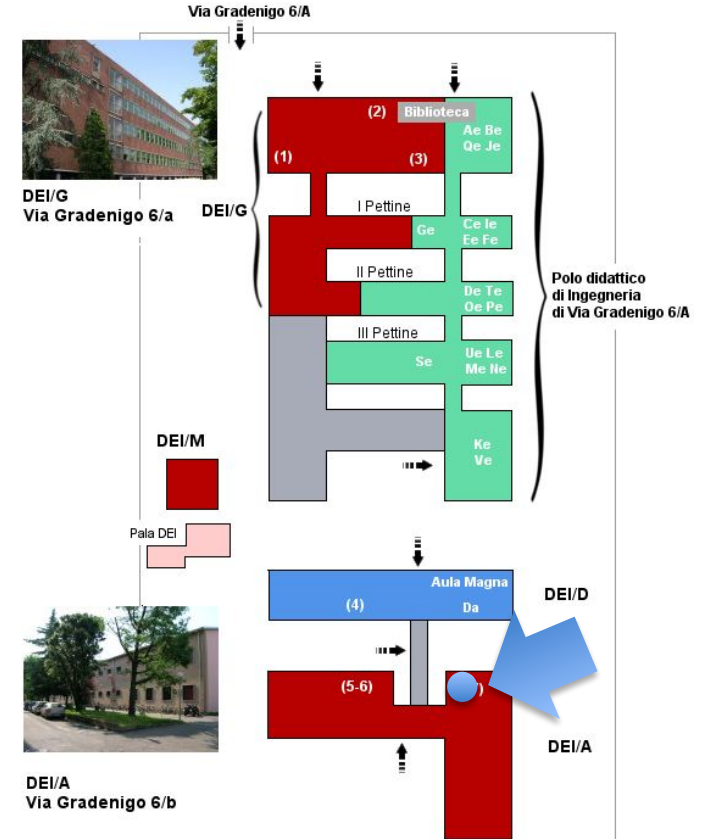 Via Gradenigo 6/A
(2)
Biblioteca
Ae Be
Qe Je
(1)
(3)
DEI/G
Via Gradenigo 6/a
DEI/G
I Pettine
Ge
Ce Ie
Ee Fe
II Pettine
De Te
Oe Pe
Polo didattico
di Ingegneria
di Via Gradenigo 6/A
III Pettine
Se
Ue Le
Me Ne
DEI/M
Ke
Ve
Pala DEI
Aula Magna
(4)
Da
DEI/D
(5-6)
DEI/A
DEI/A
Via Gradenigo 6/b